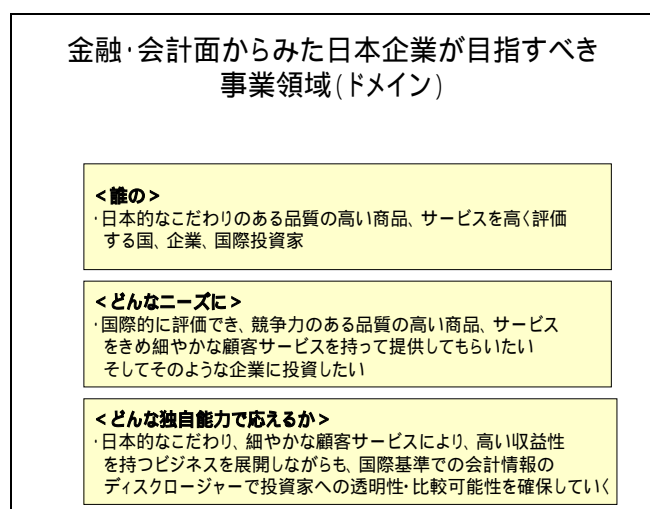 金融・会計面からみた日本企業が目指すべき
事業領域(ドメイン)
<誰の>
・日本的なこだわりのある品質の高い商品、サービスを高く評価
する国、企業、国際投資家
<どんなニーズに>
・国際的に評価でき、競争力のある品質の高い商品、サービス
をきめ細やかな顧客サービスを持って提供してもらいたい
そしてそのような企業に投資したい
<どんな独自能力で応えるか>
・日本的なこだわり、細やかな顧客サービスにより、高い収益性
を持つビジネスを展開しながらも、国際基準での会計情報の
ディスクロージャーで投資家への透明性・比較可能性を確保していく